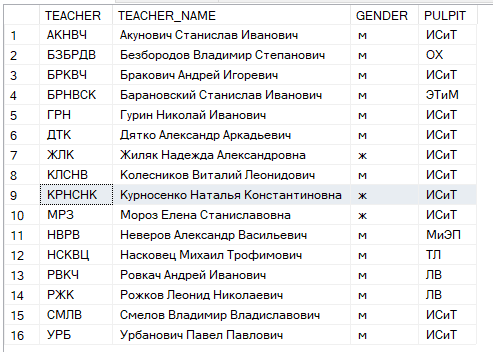 TEACHER TEACHER_NAME GENDER PULPIT
1 АКНВЧ Акунович Станислав Иванович м ИСиТ
2 БЗБРДВ Безбородов Владимир Степанович м ОХ
3 БРКВЧ Бракович Андрей Игоревич м ИСиТ
4 БРНВСК Барановский Станислав Иванович м ЭТиМ
5 ГРН Гурин Николай Иванович м ИСиТ
6 ДТК Дятко Александр Аркадьевич м ИСиТ
7 ЖЛК Жиляк Надежда Александровна ж ИСиТ
8 КЛСНВ Колесников Виталий Леонидович м ИСиТ
9 КРНСНК Курносенко Наталья Константиновна ж ИСиТ
10 МРЗ Мороз Елена Станиславовна ж ИСиТ
11 НВРВ Неверов Александр Васильевич м МиЭП
12 НСКВЦ Насковец Михаил Трофимович м ТЛ
13 РВКЧ Ровкач Андрей Иванович м ЛВ
14 РЖК Рожков Леонид Николаевич м ЛВ
15 СМЛВ Смелов Владимир Владиславович м ИСиТ
16 УРБ Урбанович Павел Павлович м ИСиТ